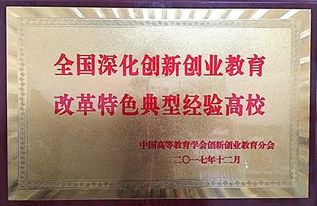 全国深化创新创业教育
改革特色典型经验高校
中国高等教育学会创新创业教育分会
二〇一七年十二月